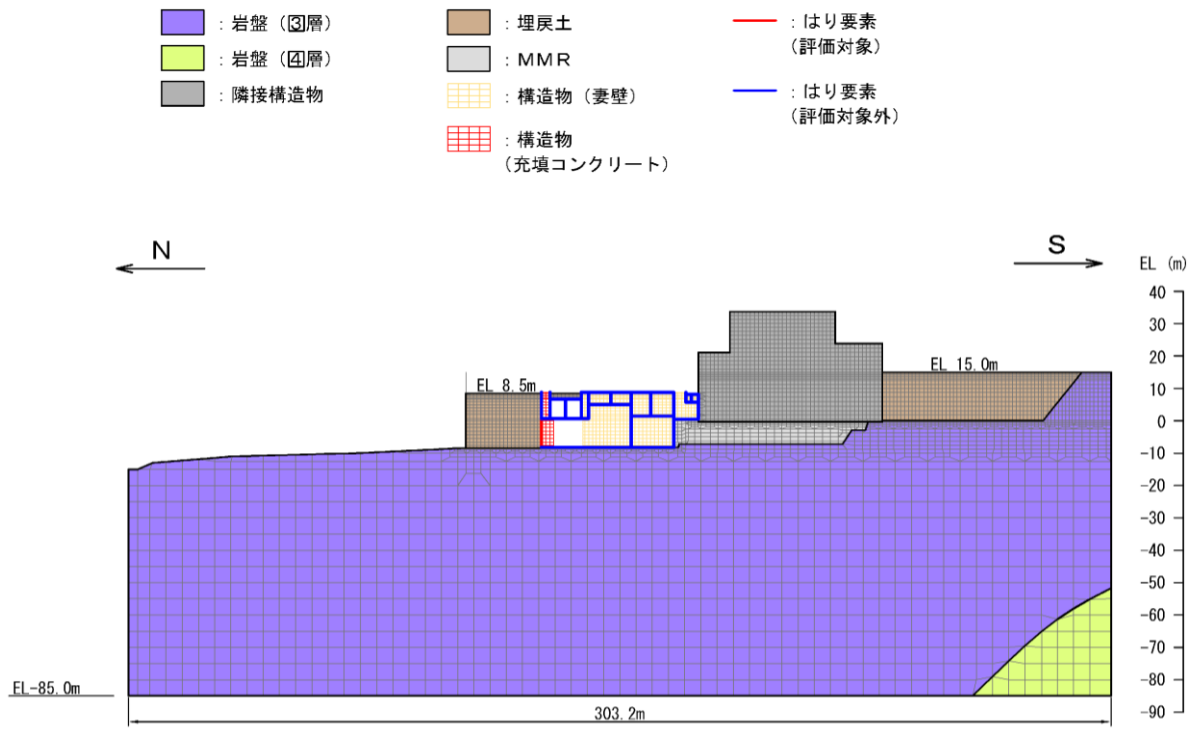 ：岩盤（③層）
：岩盤（④層）
：隣接構造物
：埋戻土
：ＭＭＲ
：構造物（妻壁）
：構造物
（充填コンクリート）
：はり要素
（評価対象）
：はり要素
（評価対象外）
N
S
EL (m)
EL 8.5m
EL 15.0m
40
30
20
10
0
-10
-20
-30
-40
-50
-60
-70
-80
-90
EL-85.0m
303.2m